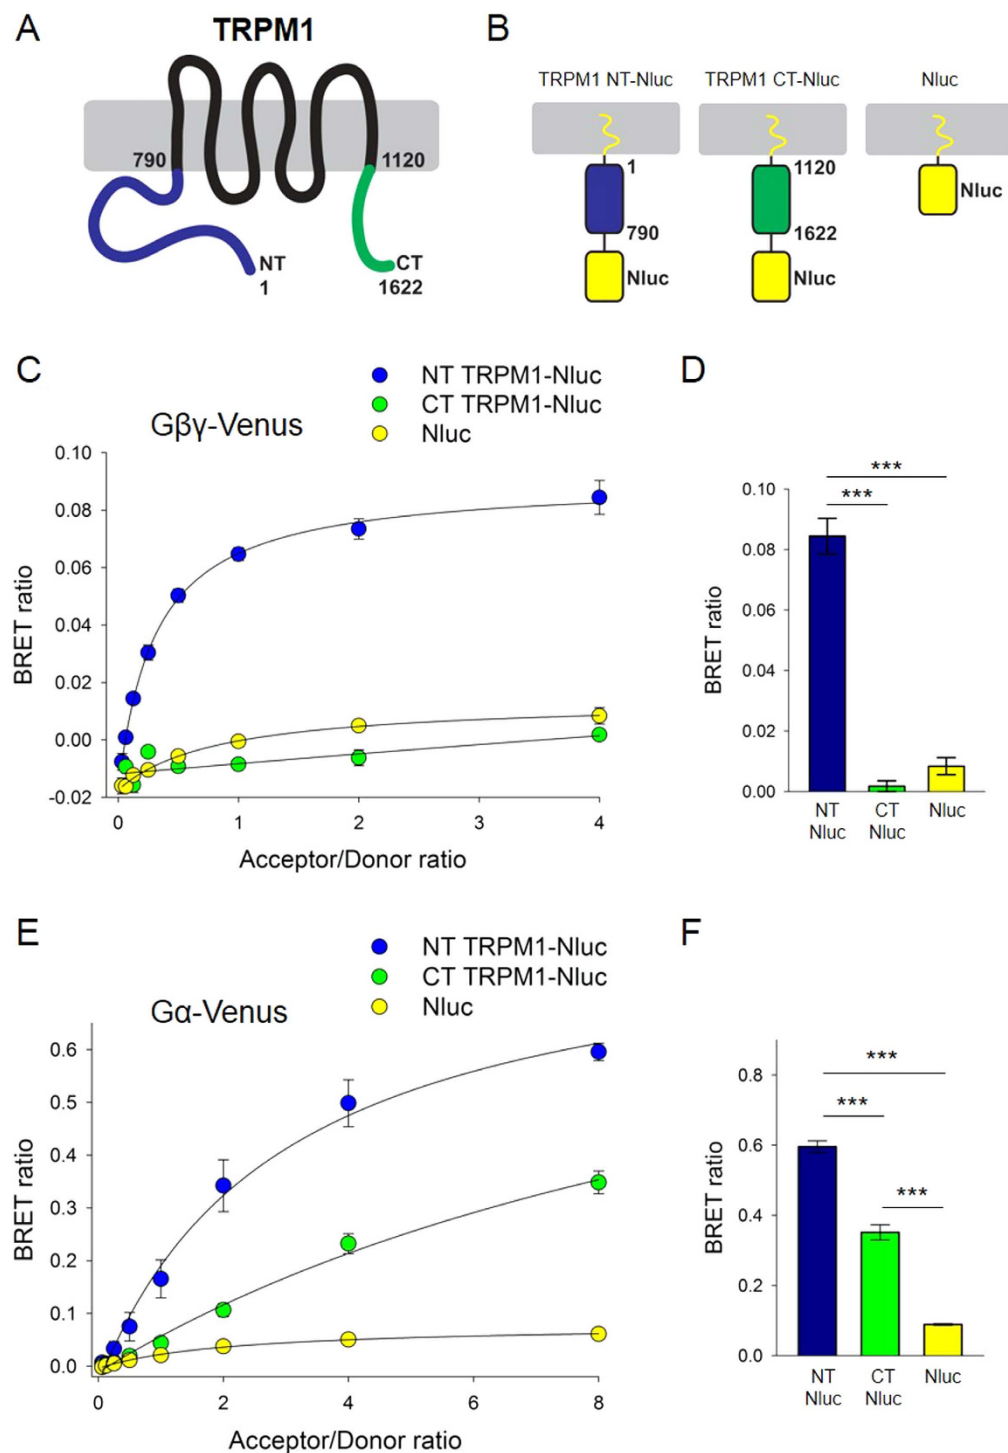 A
TRPM1
790
1120
NT
1
CT
1622
B
TRPM1 NT-Nluc
TRPM1 CT-Nluc
Nluc
1
790
Nluc
1120
1622
Nluc
Nluc
C
NT TRPM1-Nluc
CT TRPM1-Nluc
Nluc
Gβγ-Venus
BRET ratio
0.10
0.08
0.06
0.04
0.02
0.00
-0.02
0
1
2
3
4
Acceptor/Donor ratio
D
***
***
BRET ratio
0.10
0.08
0.06
0.04
0.02
0.00
NT
Nluc
CT
Nluc
Nluc
E
NT TRPM1-Nluc
CT TRPM1-Nluc
Nluc
Gα-Venus
BRET ratio
0.6
0.5
0.4
0.3
0.2
0.1
0.0
0
2
4
6
8
Acceptor/Donor ratio
F
***
***
***
BRET ratio
0.8
0.6
0.4
0.2
0.0
NT
Nluc
CT
Nluc
Nluc